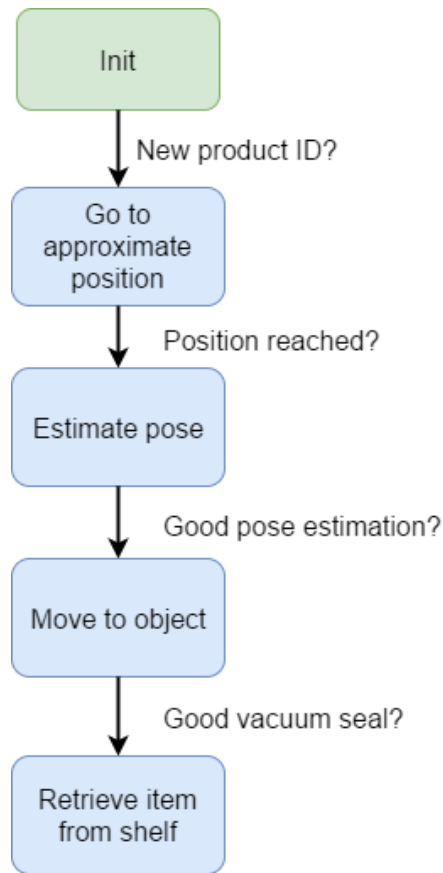 Init
New product ID?
Go to
approximate
position
Position reached?
Estimate pose
Good pose estimation?
Move to object
Good vacuum seal?
Retrieve item
from shelf